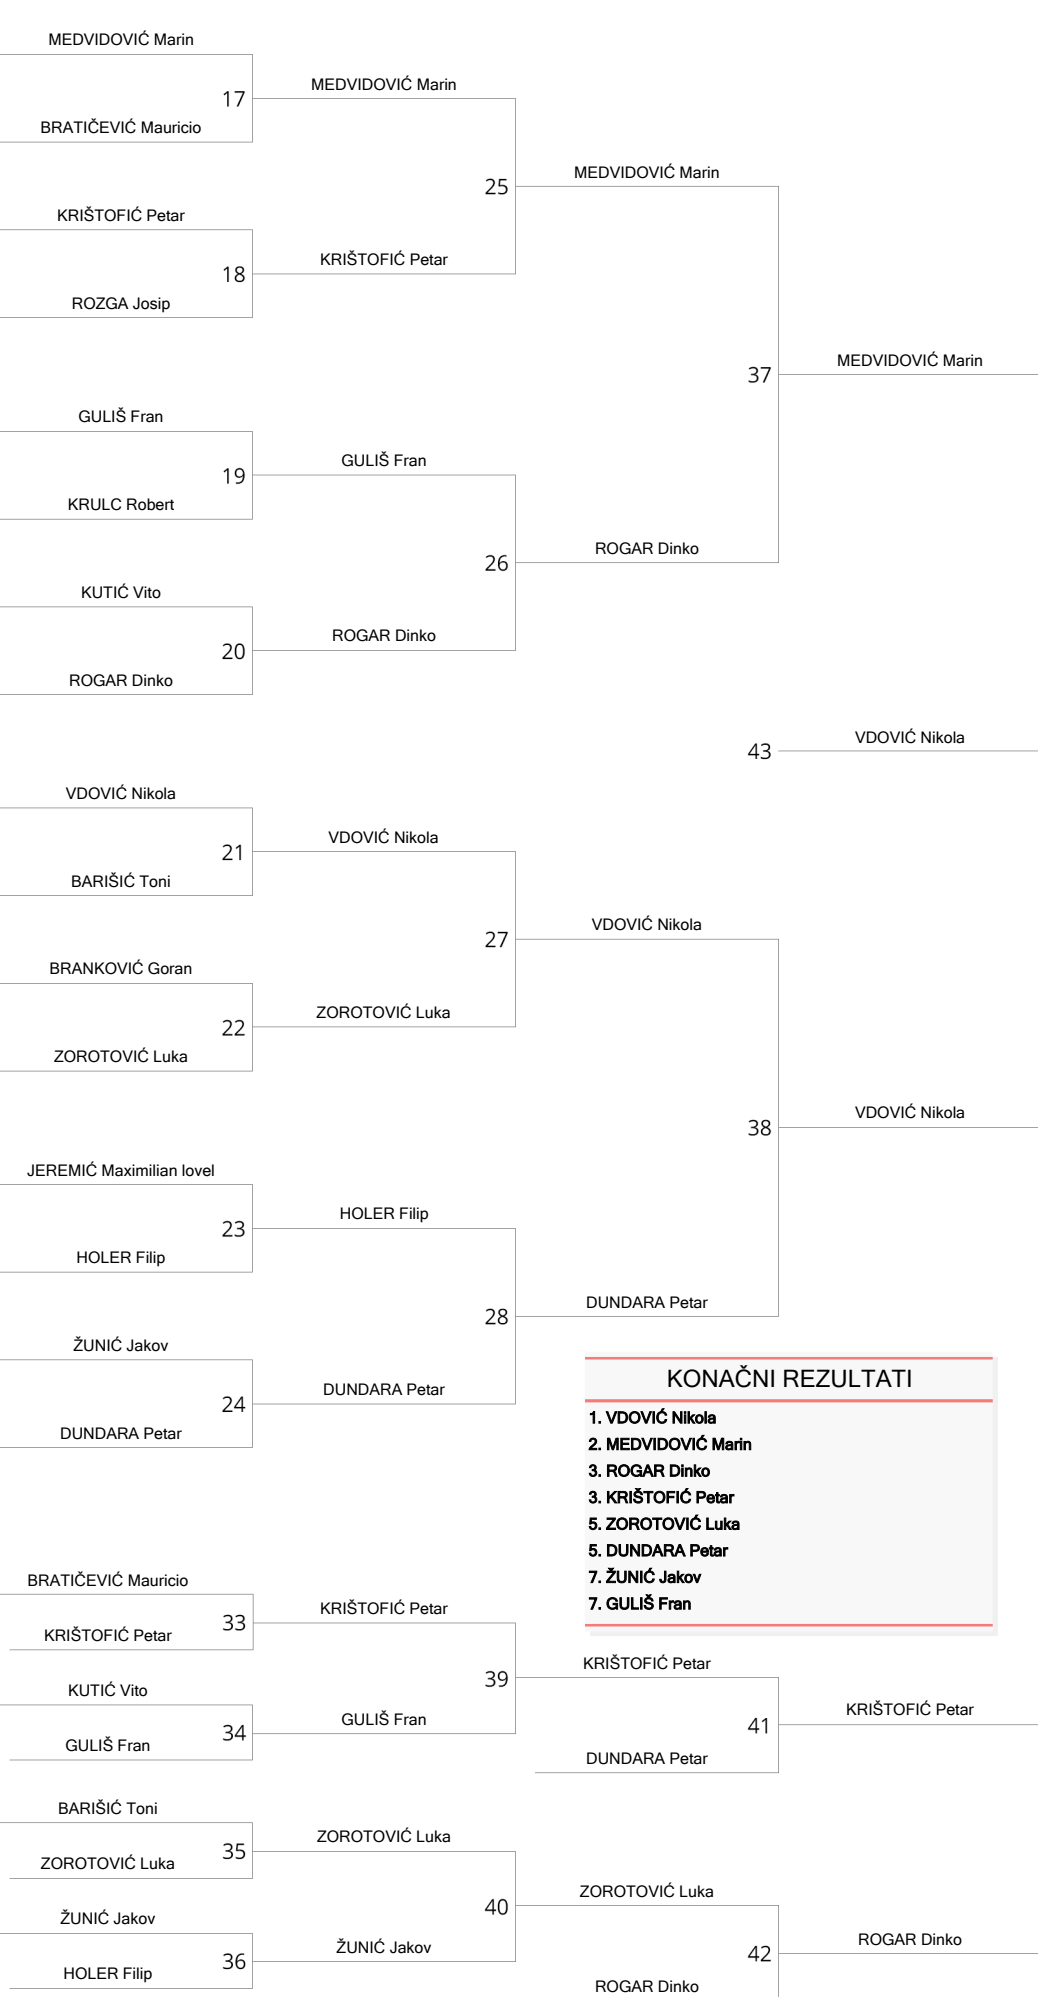 MEDVIDOVIĆ Marin
MEDVIDOVIĆ Marin
17
BRATIČEVIĆ Mauricio
MEDVIDOVIĆ Marin
25
KRIŠTOFIĆ Petar
KRIŠTOFIĆ Petar
18
ROZGA Josip
MEDVIDOVIĆ Marin
37
GULIŠ Fran
GULIŠ Fran
19
KRULC Robert
ROGAR Dinko
26
KUTIĆ Vito
ROGAR Dinko
20
ROGAR Dinko
VDOVIĆ Nikola
43
VDOVIĆ Nikola
VDOVIĆ Nikola
21
BARIŠIĆ Toni
VDOVIĆ Nikola
27
BRANKOVIĆ Goran
ZOROTOVIĆ Luka
22
ZOROTOVIĆ Luka
VDOVIĆ Nikola
38
JEREMIĆ Maximilian lovel
HOLER Filip
23
HOLER Filip
DUNDARA Petar
28
ŽUNIĆ Jakov
DUNDARA Petar
24
DUNDARA Petar
KONAČNI REZULTATI
1. VDOVIĆ Nikola
2. MEDVIDOVIĆ Marin
3. ROGAR Dinko
3. KRIŠTOFIĆ Petar
5. ZOROTOVIĆ Luka
5. DUNDARA Petar
7. ŽUNIĆ Jakov
7. GULIŠ Fran
BRATIČEVIĆ Mauricio
KRIŠTOFIĆ Petar
33
KRIŠTOFIĆ Petar
KRIŠTOFIĆ Petar
39
KUTIĆ Vito
KRIŠTOFIĆ Petar
GULIŠ Fran
34
41
GULIŠ Fran
DUNDARA Petar
BARIŠIĆ Toni
ZOROTOVIĆ Luka
35
ZOROTOVIĆ Luka
ZOROTOVIĆ Luka
40
ŽUNIĆ Jakov
ROGAR Dinko
ŽUNIĆ Jakov
42
36
HOLER Filip
ROGAR Dinko